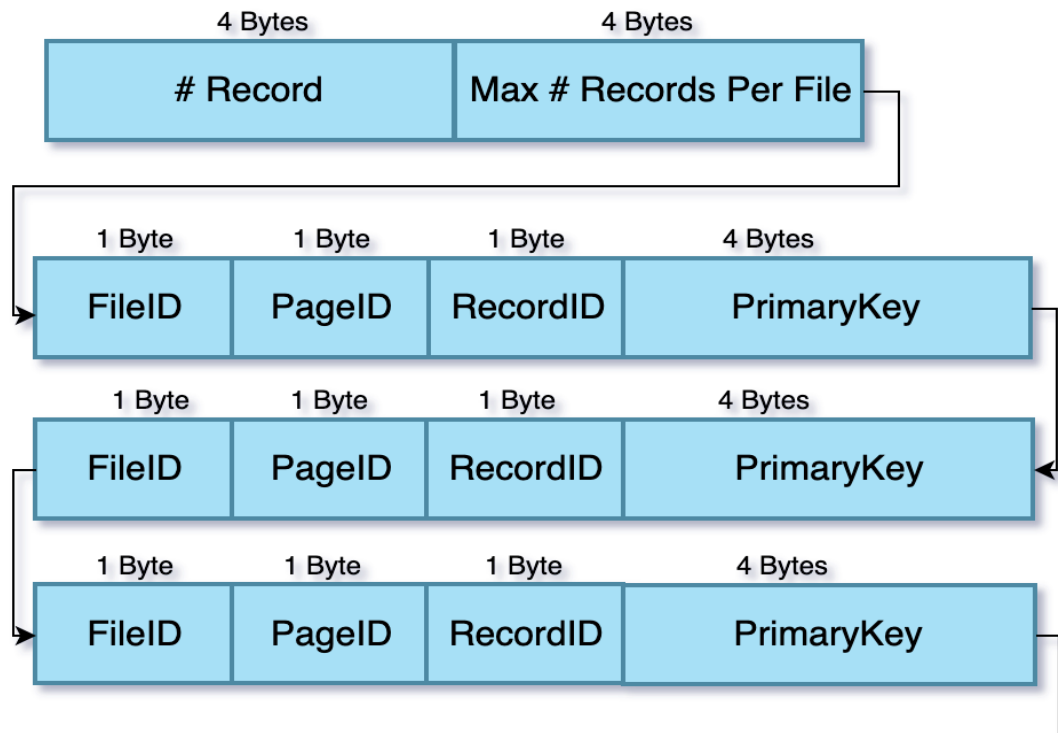 4 Bytes 4 Bytes
# Record Max # Records Per File
1 Byte 1 Byte 1 Byte 4 Bytes
FileID PageID RecordID PrimaryKey
1 Byte 1 Byte 1 Byte 4 Bytes
FileID PageID RecordID PrimaryKey
1 Byte 1 Byte 1 Byte 4 Bytes
FileID PageID RecordID PrimaryKey